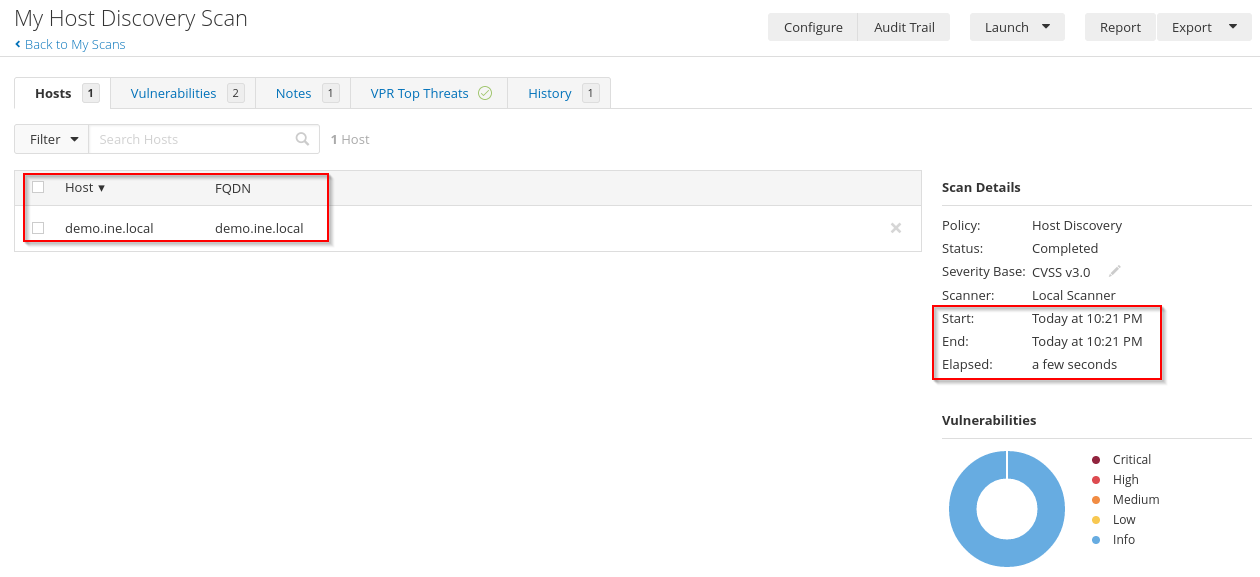 My Host Discovery Scan
Back to My Scans
Configure Audit Trail Launch Report Export
Hosts 1 Vulnerabilities 2 Notes 1 VPR Top Threats History 1
Filter Search Hosts 1 Host
Host FQDN
demo.ine.local demo.ine.local
Scan Details
Policy: Host Discovery
Status: Completed
Severity Base: CVSS v3.0
Scanner: Local Scanner
Start: Today at 10:21 PM
End: Today at 10:21 PM
Elapsed: a few seconds
Vulnerabilities
Critical
High
Medium
Low
Info